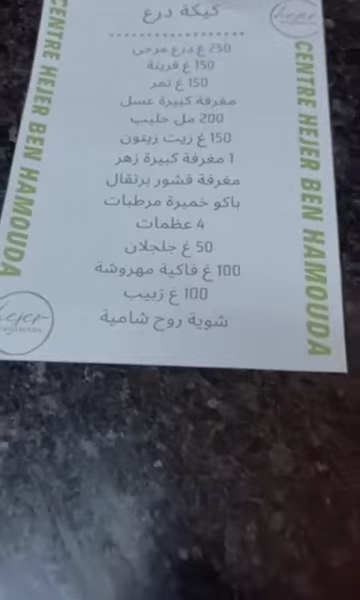 كيكة درع
250 غ درع مرحي
150 غ فرينة
150 غ تمر
مغرفة كبيرة عسل
200 مل حليب
150 غ زيت زيتون
1 مغرفة كبيرة زهر
مغرفة قشور برتقال
باكو خميرة مرطبات
4 عظمات
50 غ جلجلان
100 غ فاكية مهروشة
100 غ زبيب
شوية روح شامية
CENTRE HEJER BEN HAMOUDA
CENTRE HEJER BEN HAMOUDA
hejer
hejer